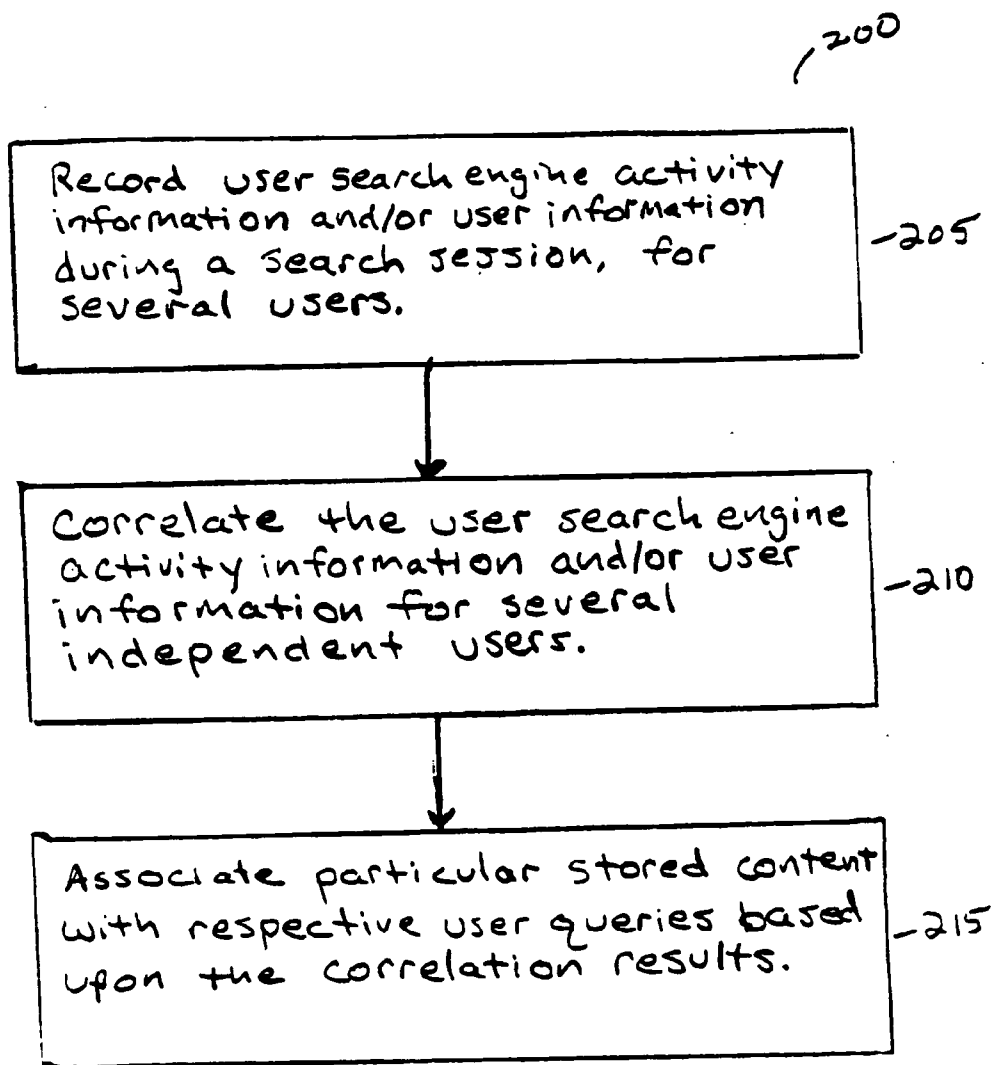 200
Record user search engine activity
information and/or user information
during a search session, for
several users.
-205
Correlate the user search engine
activity information and/or user
information for several
independent users.
-210
Associate particular stored content
with respective user queries based
upon the correlation results.
-215